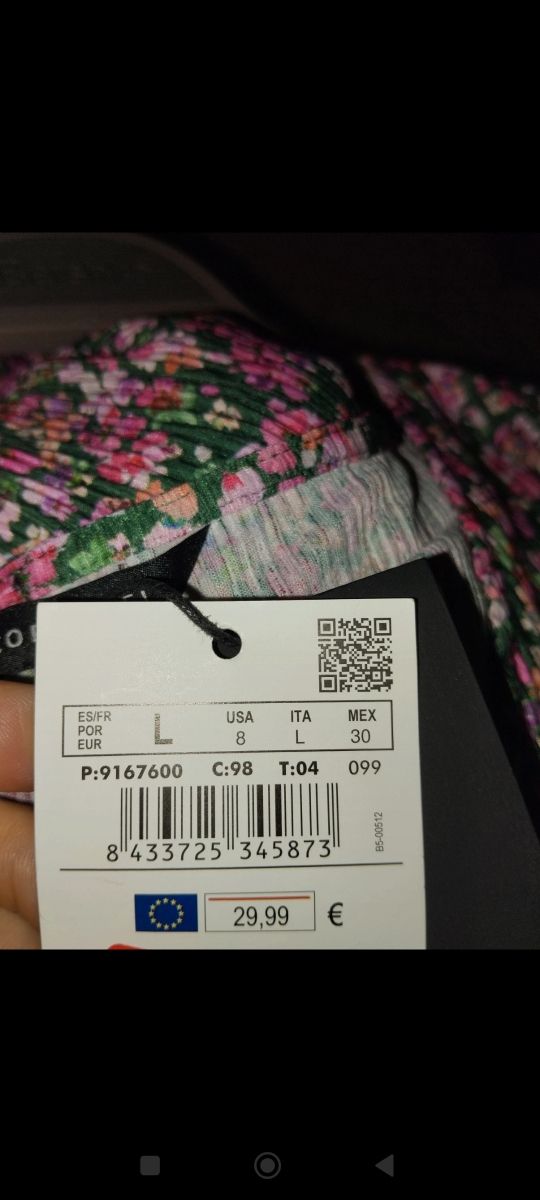 ES/FR
POR
EUR
L
USA
8
ITA
L
MEX
30
P:9167600 C:98 T:04 099
8 433725 345873
B5-00512
29,99 €